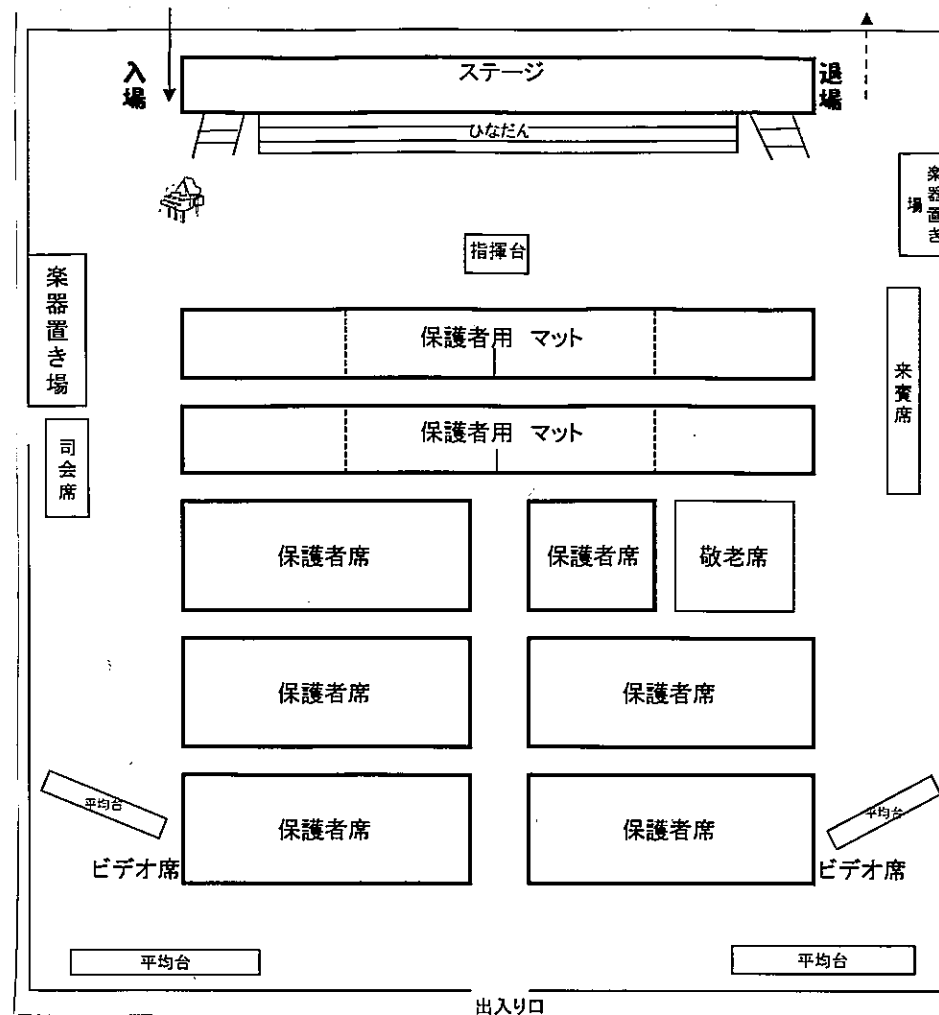 入場
ステージ
退場
ひなだん
楽器置き場
指揮台
楽器置き場
保護者用 マット
来賓席
保護者用 マット
司会席
保護者席
保護者席
敬老席
保護者席
保護者席
平均台
保護者席
保護者席
平均台
ビデオ席
ビデオ席
平均台
平均台
出入り口